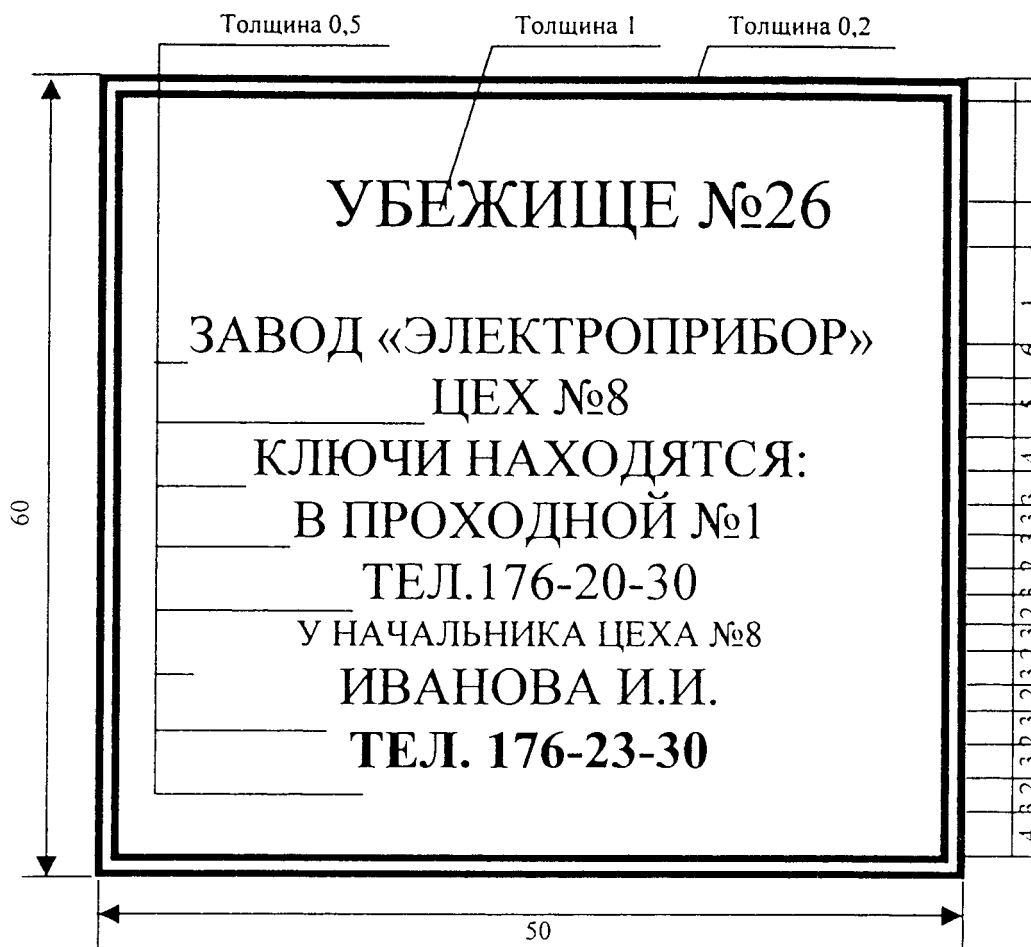 Толщина 0,5 Толщина 1 Толщина 0,2
УБЕЖИЩЕ №26
ЗАВОД «ЭЛЕКТРОПРИБОР»
ЦЕХ №8
КЛЮЧИ НАХОДЯТСЯ:
В ПРОХОДНОЙ №1
ТЕЛ.176-20-30
У НАЧАЛЬНИКА ЦЕХА №8
ИВАНОВА И.И.
ТЕЛ. 176-23-30
60
50